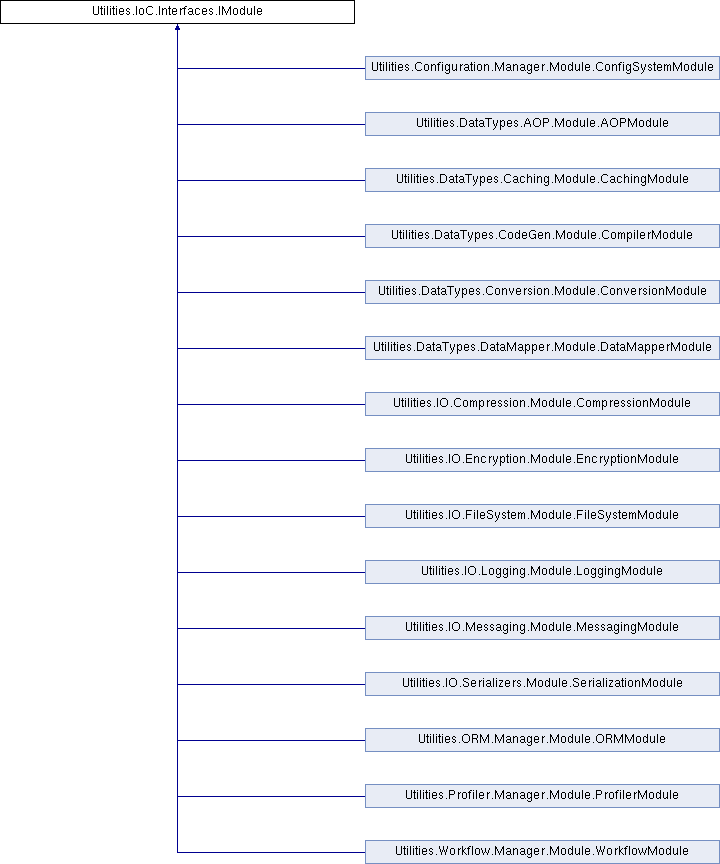 Utilities.IoC.Interfaces.IModule
Utilities.Configuration.Manager.Module.ConfigSystemModule
Utilities.DataTypes.AOP.Module.AOPModule
Utilities.DataTypes.Caching.Module.CachingModule
Utilities.DataTypes.CodeGen.Module.CompilerModule
Utilities.DataTypes.Conversion.Module.ConversionModule
Utilities.DataTypes.DataMapper.Module.DataMapperModule
Utilities.IO.Compression.Module.CompressionModule
Utilities.IO.Encryption.Module.EncryptionModule
Utilities.IO.FileSystem.Module.FileSystemModule
Utilities.IO.Logging.Module.LoggingModule
Utilities.IO.Messaging.Module.MessagingModule
Utilities.IO.Serializers.Module.SerializationModule
Utilities.ORM.Manager.Module.ORMModule
Utilities.Profiler.Manager.Module.ProfilerModule
Utilities.Workflow.Manager.Module.WorkflowModule